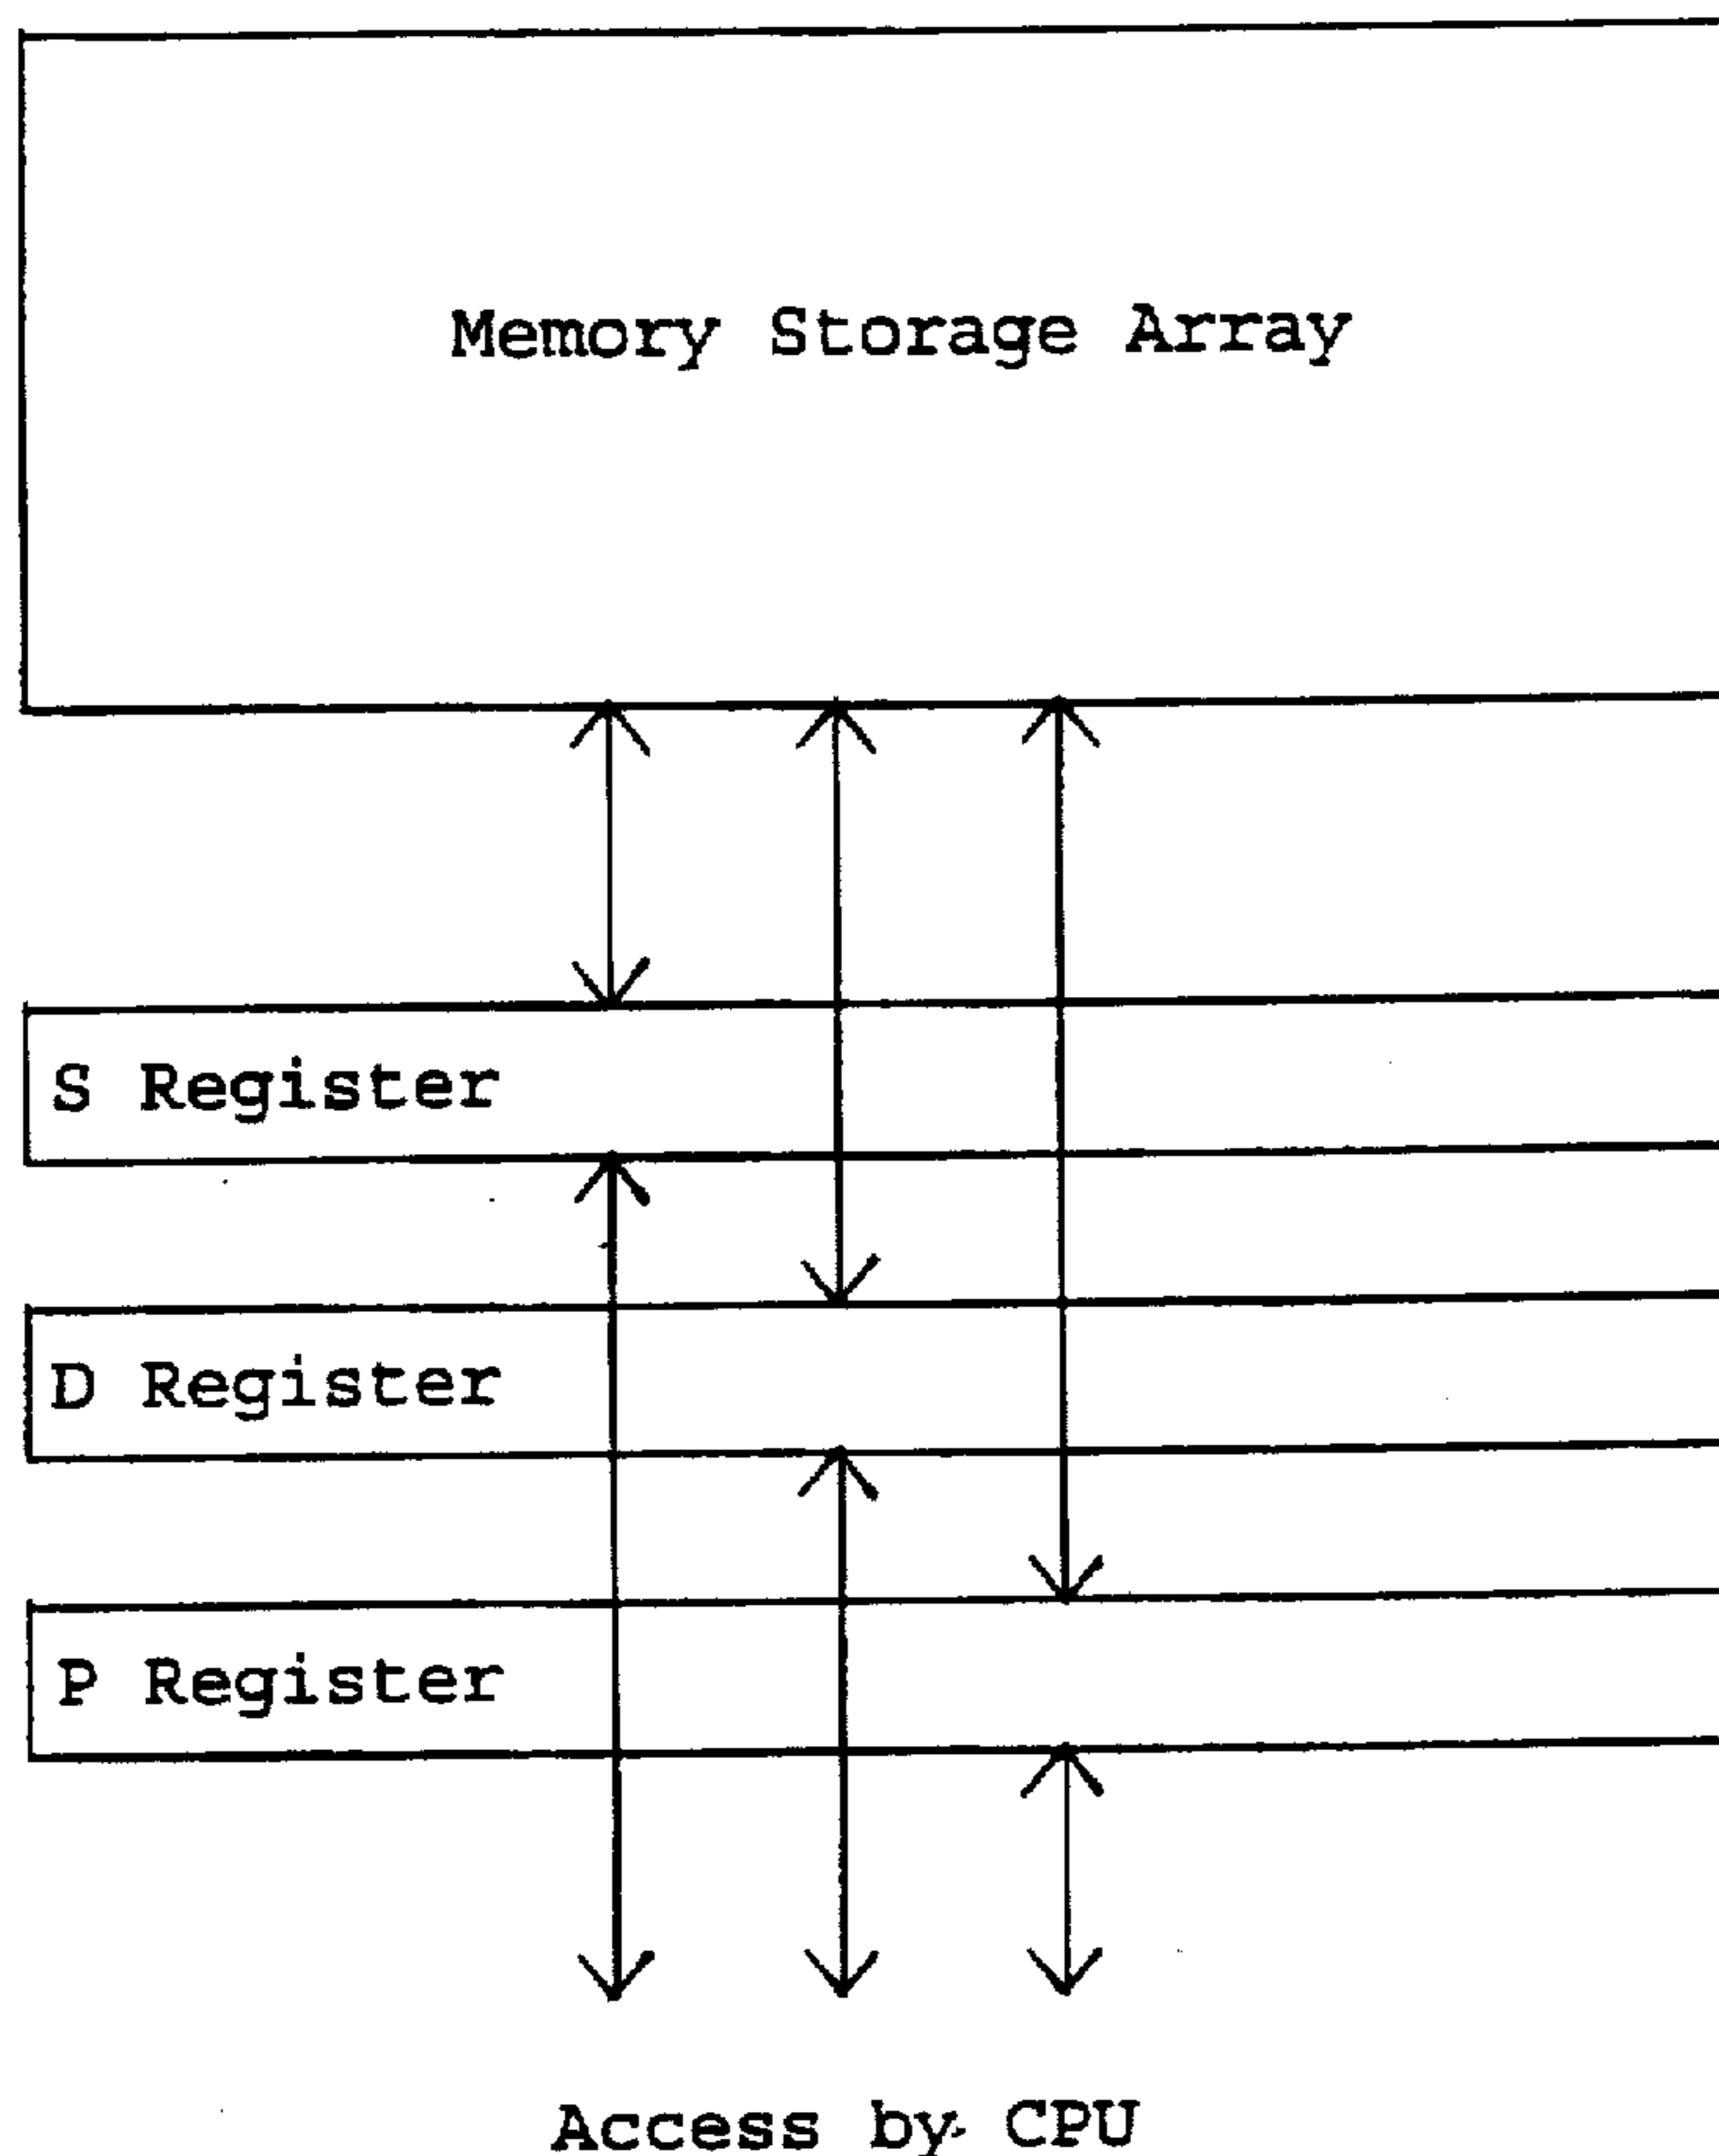 Memory Storage Array
S Register
D Register
P Register
Access by CPU